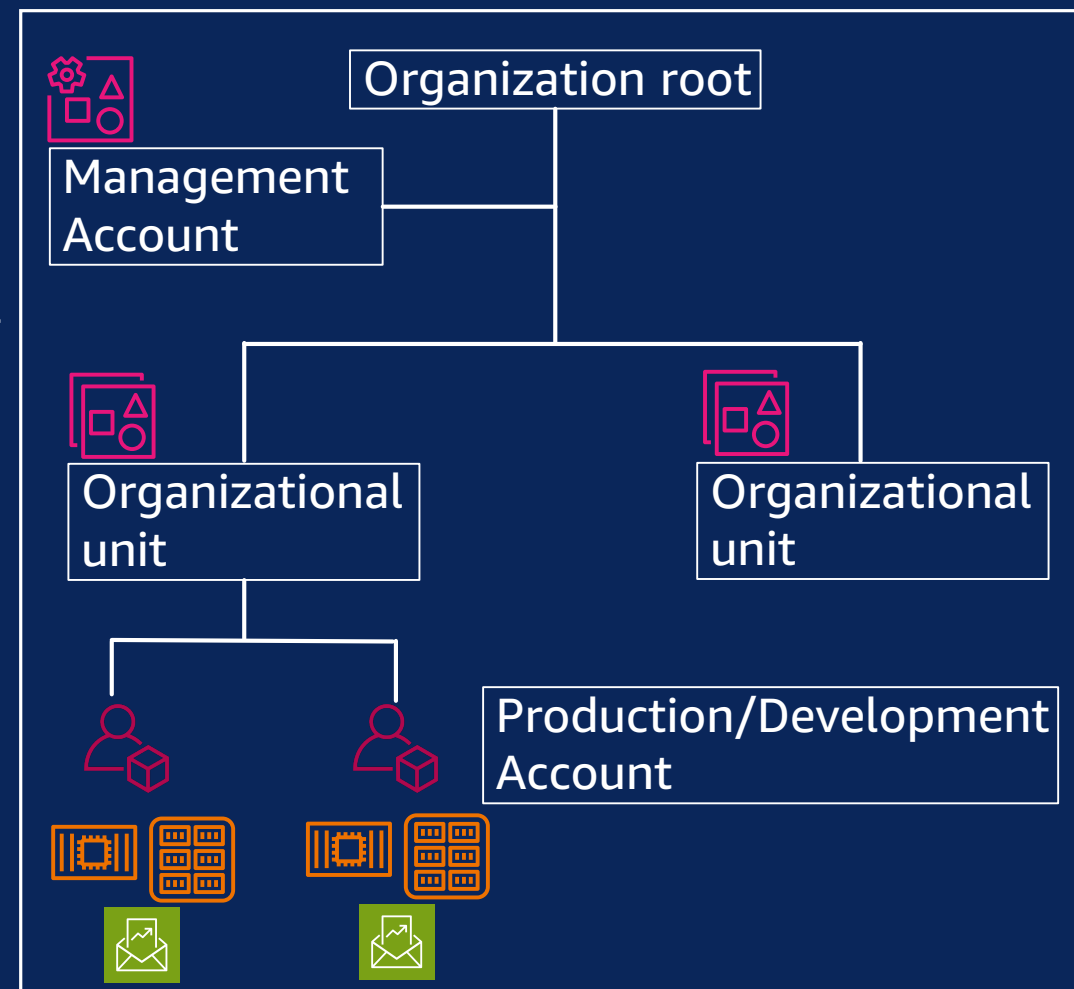 Organization root
Management
Account
Organizational
unit
Organizational
unit
Production/Development
Account